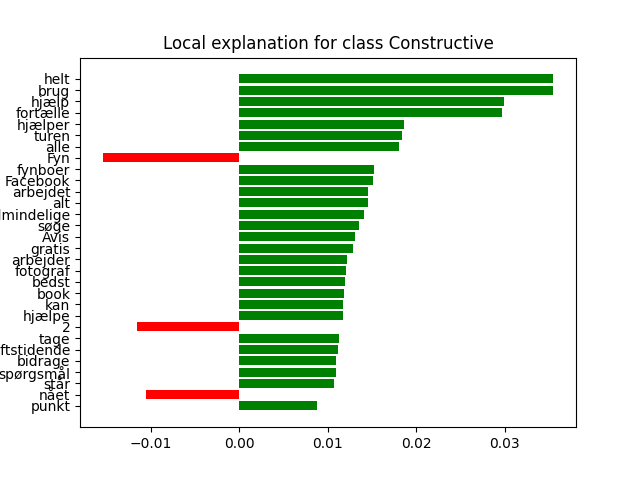 Local explanation for class Constructive
helt
brug
hjælp
fortælle
hjælper
turen
alle
Fyn
fynboer
Facebook
arbejdet
alt
lmindelige
søge
Avis
gratis
arbejder
fotograf
bedst
book
kan
hjælpe
2
tage
ftstidende
bidrage
spørgsmål
står
nået
punkt
−0.01 0.00 0.01 0.02 0.03